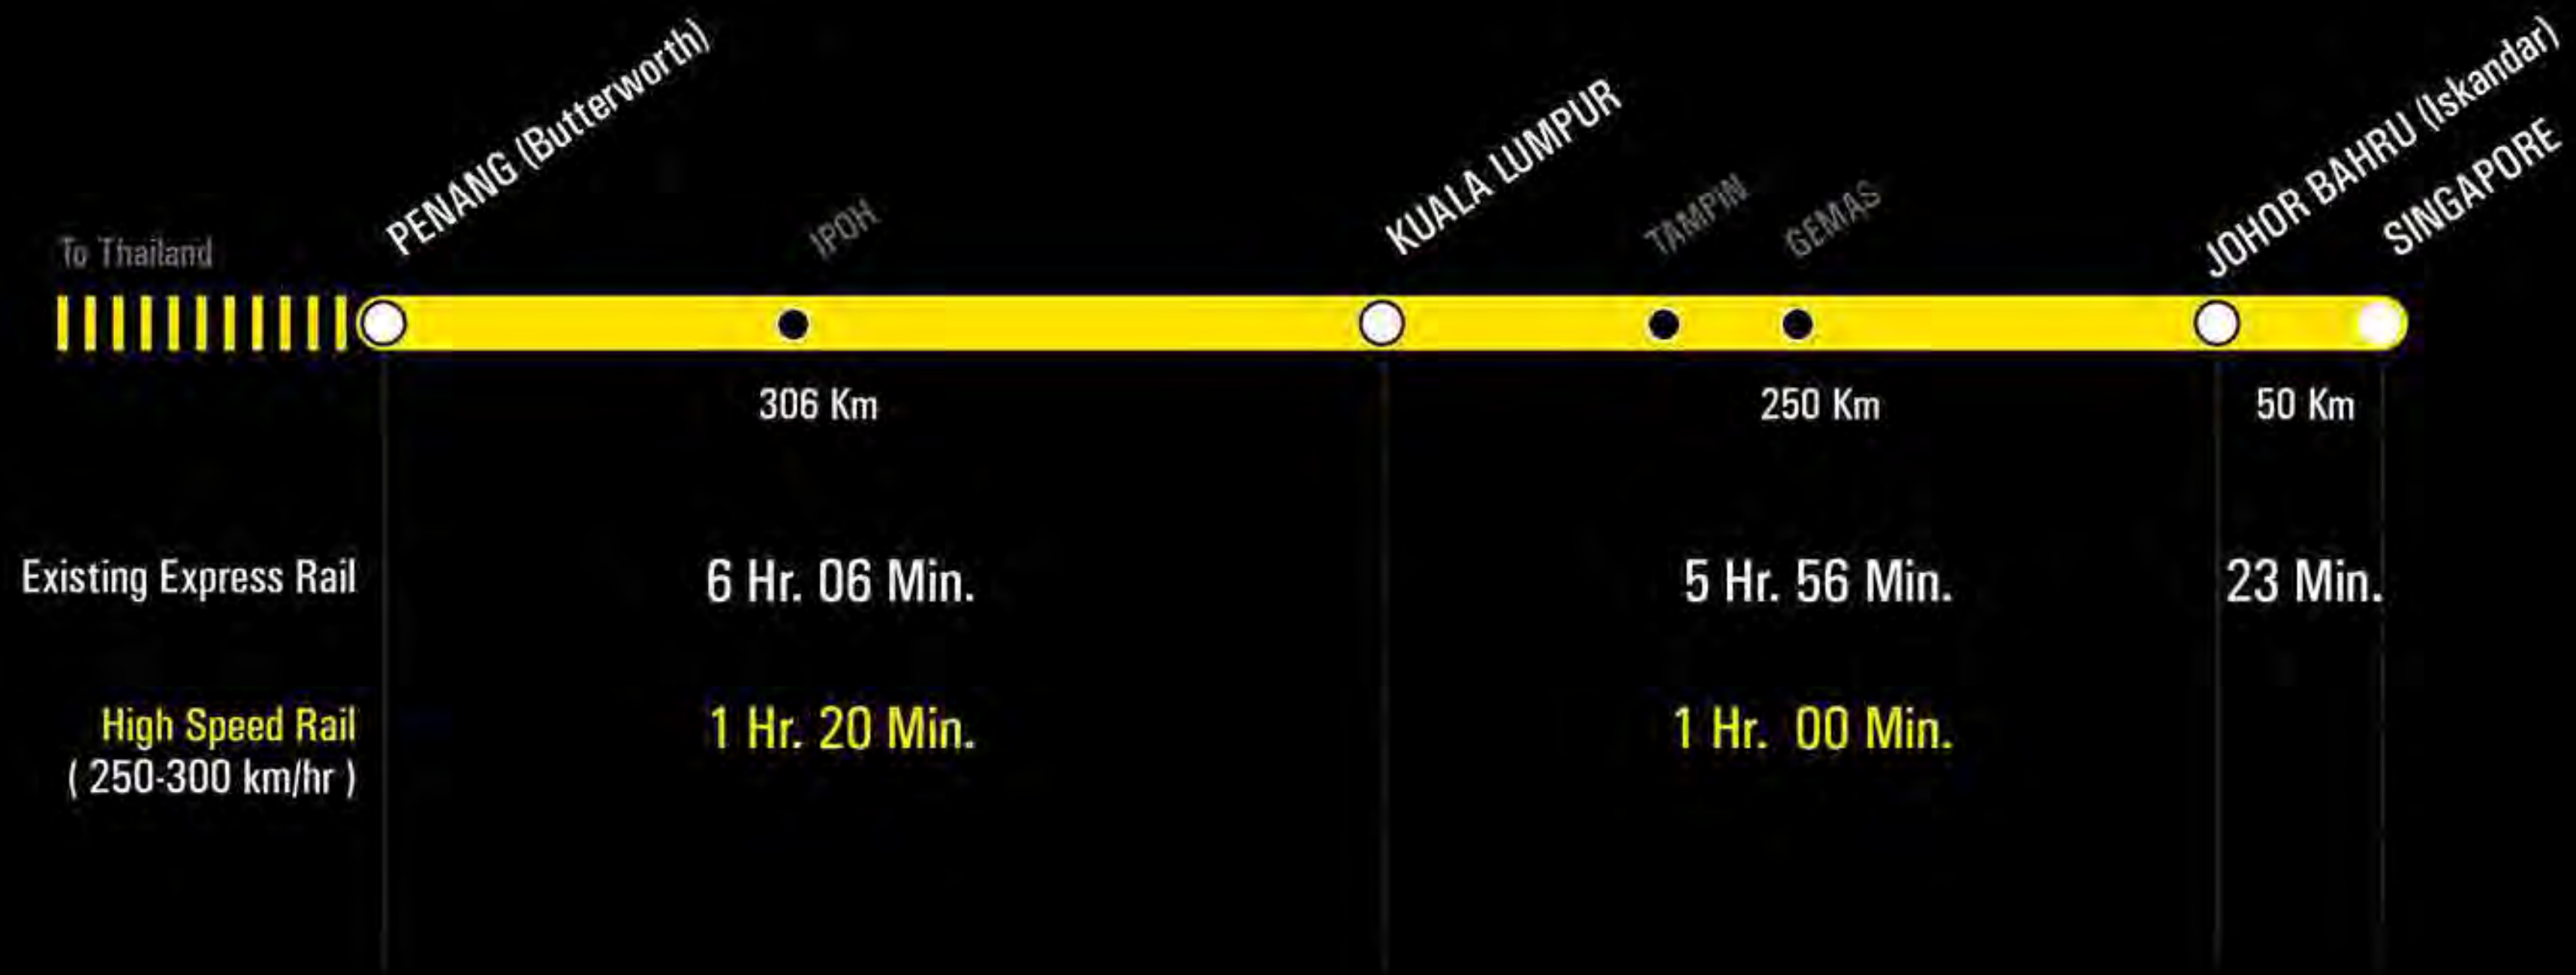 To Thailand
PENANG (Butterworth)
IPOH
KUALA LUMPUR
TAMPIN
GEMAS
JOHOR BAHRU (Iskandar)
SINGAPORE
306 Km
250 Km
50 Km
Existing Express Rail
6 Hr. 06 Min.
5 Hr. 56 Min.
23 Min.
High Speed Rail
( 250-300 km/hr )
1 Hr. 20 Min.
1 Hr. 00 Min.